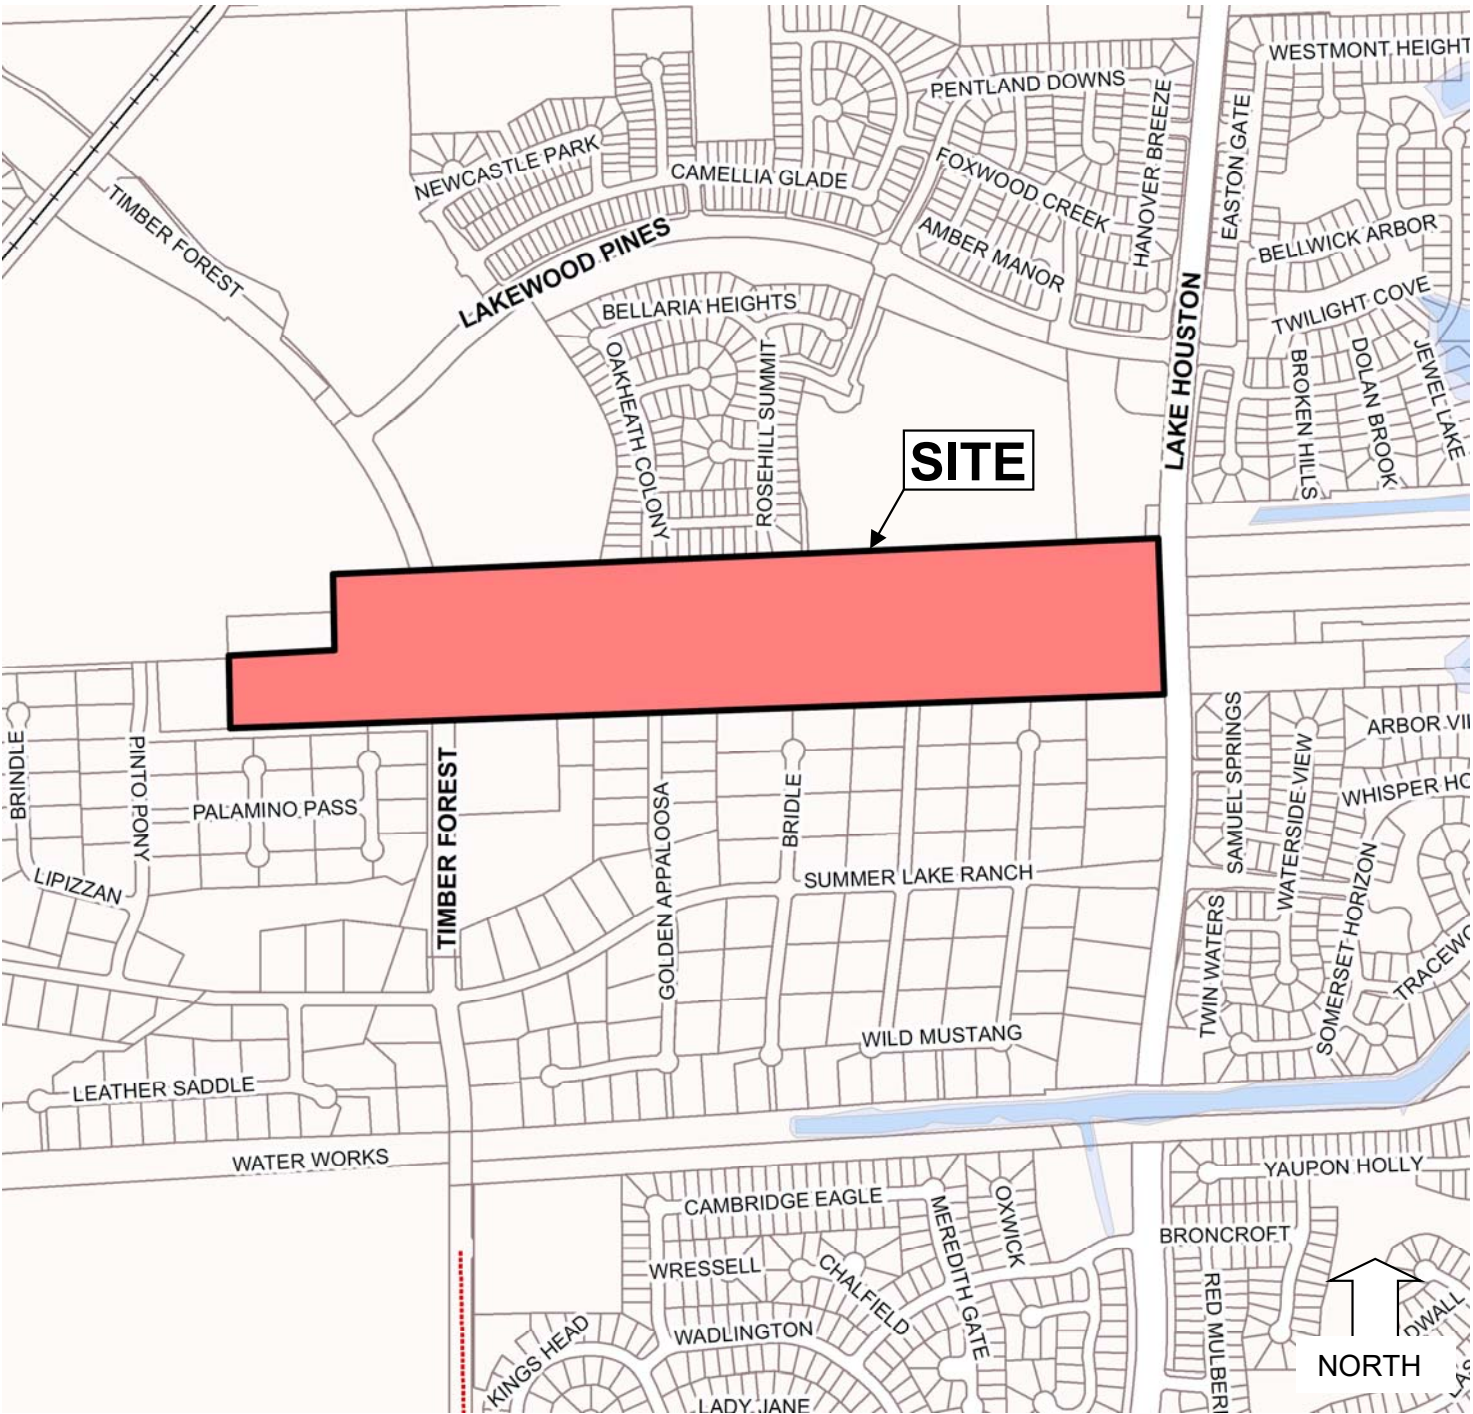 WESTMONT HEIGHT
PENTLAND DOWNS
HANOVER BREEZE
EASTON GATE
NEWCASTLE PARK
CAMELLIA GLADE
FOXWOOD CREEK
TIMBER FOREST
LAKEWOOD PINES
AMBER MANOR
BELLWICK ARBOR
BELLARIA HEIGHTS
TWILIGHT COVE
LAKE HOUSTON
OAKHEATH COLONY
ROSEHILL SUMMIT
BROKEN HILLS
DOLAN BROOK
JEWEL LAKE
SITE
BRINDLE
PINTO PONY
PALAMINO PASS
TIMBER FOREST
GOLDEN APPALOOSA
BRIDLE
SAMUEL SPRINGS
WATERSIDE VIEW
ARBOR VI
WHISPER HO
LIPIZZAN
SUMMER LAKE RANCH
TWIN WATERS
SOMERSET HORIZON
TRACEWO
WILD MUSTANG
LEATHER SADDLE
WATER WORKS
YAUPON HOLLY
CAMBRIDGE EAGLE
MEREDITH GATE
OXWICK
BRONCROFT
WRESSELL
CHALFIELD
RED MULBER
KINGS HEAD
WADLINGTON
DWALL
NORTH
LADY JANE